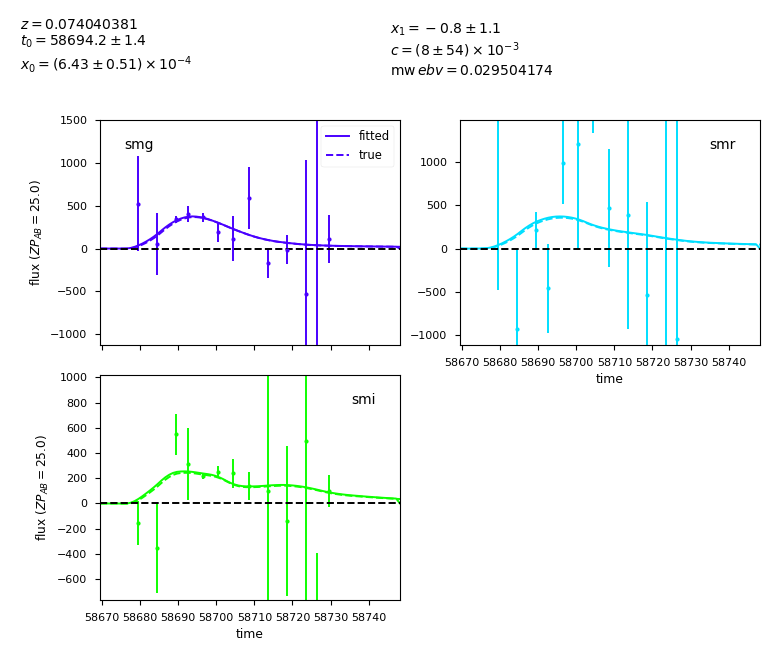 z = 0.074040381
t₀ = 58694.2 ± 1.4
x₀ = (6.43 ± 0.51) × 10⁻⁴
x₁ = −0.8 ± 1.1
c = (8 ± 54) × 10⁻³
mw ebv = 0.029504174
smg
fitted
true
1500
1000
500
0
−500
−1000
flux (ZP_AB = 25.0)
smr
1000
500
0
−500
−1000
58670 58680 58690 58700 58710 58720 58730 58740
time
smi
1000
800
600
400
200
0
−200
−400
−600
flux (ZP_AB = 25.0)
58670 58680 58690 58700 58710 58720 58730 58740
time